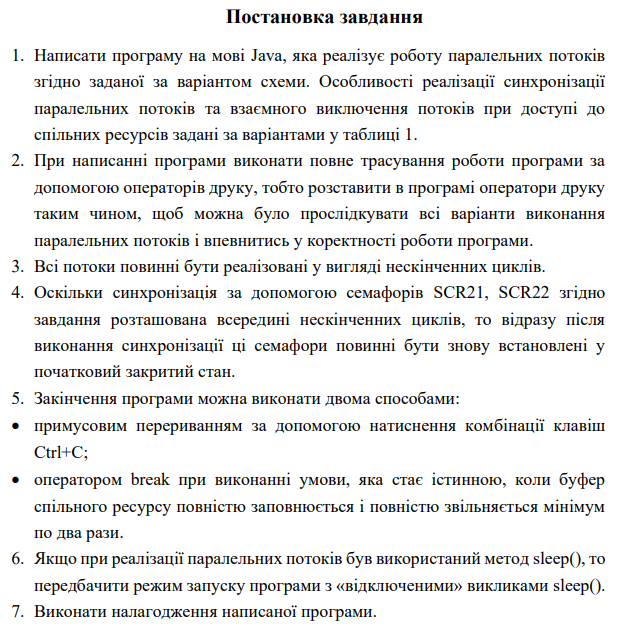 Постановка завдання
1. Написати програму на мові Java, яка реалізує роботу паралельних потоків
згідно заданої за варіантом схеми. Особливості реалізації синхронізації
паралельних потоків та взаємного виключення потоків при доступі до
спільних ресурсів задані за варіантами у таблиці 1.
2. При написанні програми виконати повне трасування роботи програми за
допомогою операторів друку, тобто розставити в програмі оператори друку
таким чином, щоб можна було прослідкувати всі варіанти виконання
паралельних потоків і впевнитись у коректності роботи програми.
3. Всі потоки повинні бути реалізовані у вигляді нескінченних циклів.
4. Оскільки синхронізація за допомогою семафорів SCR21, SCR22 згідно
завдання розташована всередині нескінченних циклів, то відразу після
виконання синхронізації ці семафори повинні бути знову встановлені у
початковий закритий стан.
5. Закінчення програми можна виконати двома способами:
• примусовим перериванням за допомогою натиснення комбінації клавіш
Ctrl+C;
• оператором break при виконанні умови, яка стає істинною, коли буфер
спільного ресурсу повністю заповнюється і повністю звільняється мінімум
по два рази.
6. Якщо при реалізації паралельних потоків був використаний метод sleep(), то
передбачити режим запуску програми з «відключеними» викликами sleep().
7. Виконати налагодження написаної програми.